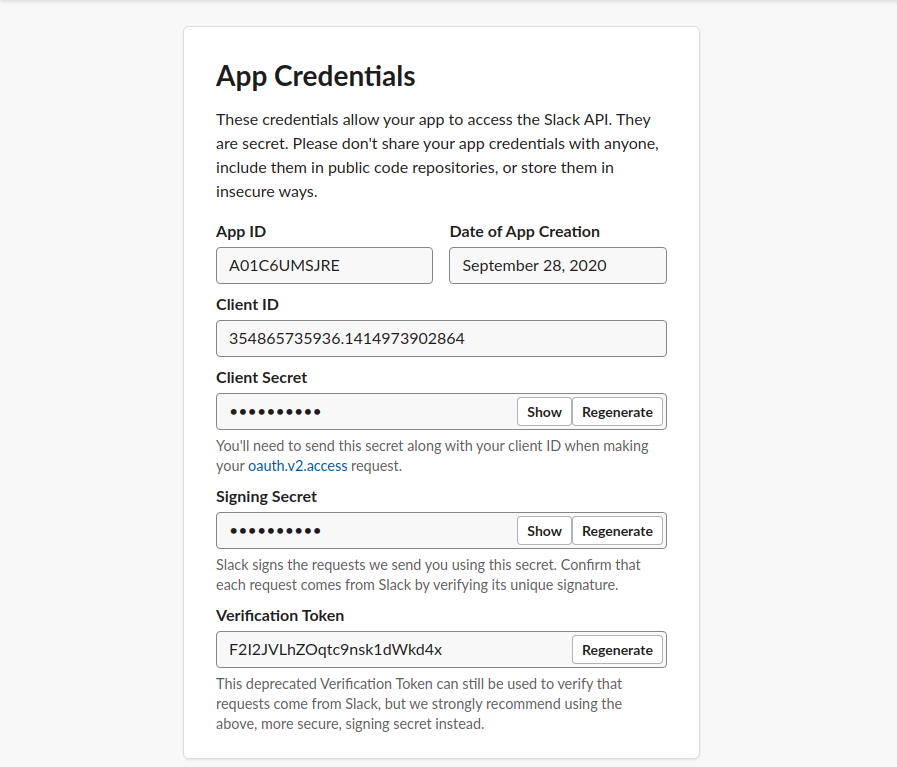 App Credentials
These credentials allow your app to access the Slack API. They
are secret. Please don't share your app credentials with anyone,
include them in public code repositories, or store them in
insecure ways.
App ID
Date of App Creation
A01C6UMSJRE
September 28, 2020
Client ID
354865735936.1414973902864
Client Secret
●●●●●●●●●●
Show
Regenerate
You'll need to send this secret along with your client ID when making
your oauth.v2.access request.
Signing Secret
●●●●●●●●●●
Show
Regenerate
Slack signs the requests we send you using this secret. Confirm that
each request comes from Slack by verifying its unique signature.
Verification Token
F2I2JVLhZOqtc9nsk1dWkd4x
Regenerate
This deprecated Verification Token can still be used to verify that
requests come from Slack, but we strongly recommend using the
above, more secure, signing secret instead.